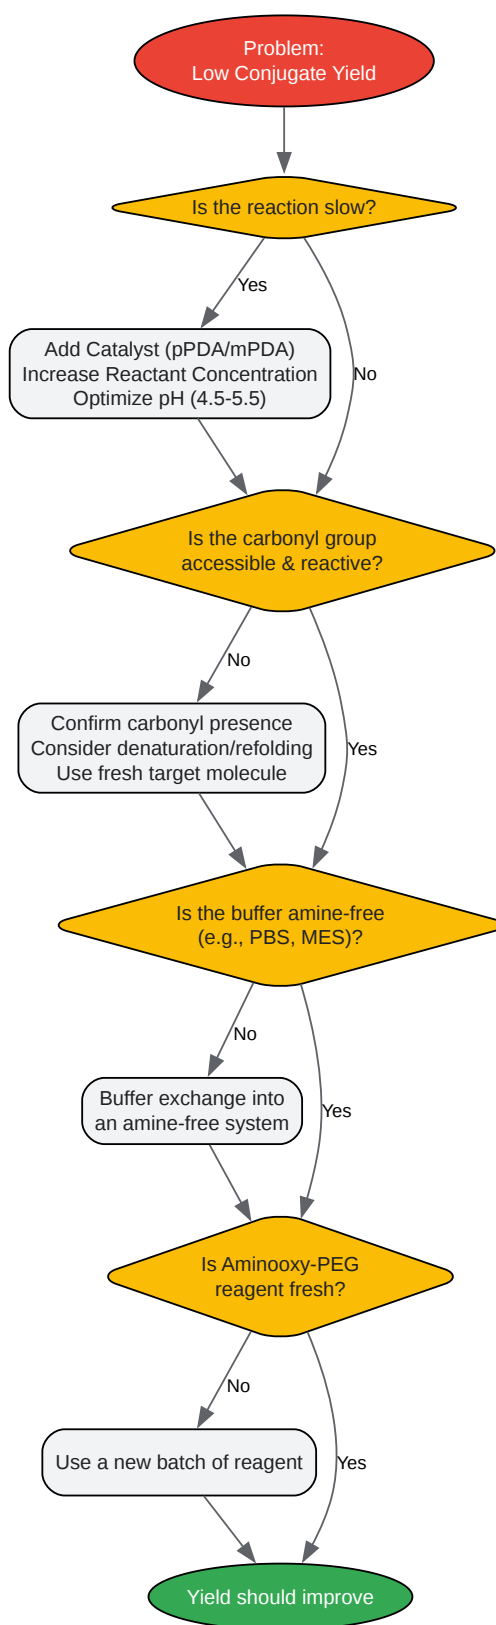 Problem:
Low Conjugate Yield
Is the reaction slow?
Yes
Add Catalyst (pPDA/mPDA)
Increase Reactant Concentration
Optimize pH (4.5-5.5)
No
Is the carbonyl group
accessible & reactive?
No
Confirm carbonyl presence
Consider denaturation/refolding
Use fresh target molecule
Yes
Is the buffer amine-free
(e.g., PBS, MES)?
No
Buffer exchange into
an amine-free system
Yes
Is Aminooxy-PEG
reagent fresh?
No
Use a new batch of reagent
Yes
Yield should improve